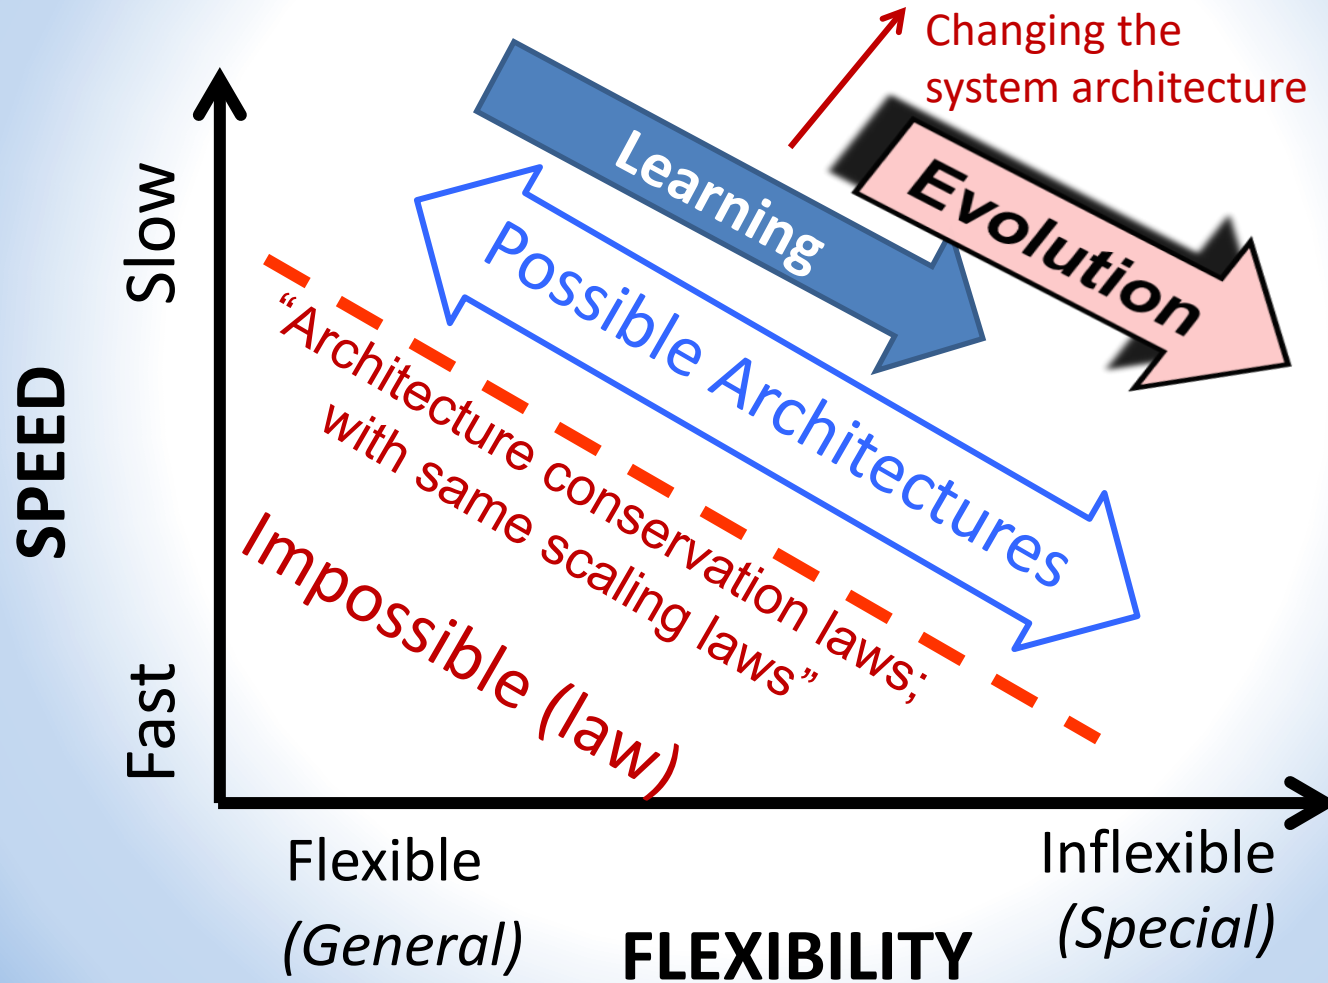 Changing the
system architecture
Learning
Evolution
Possible Architectures
“Architecture conservation laws;
with same scaling laws”
Impossible (law)
SPEED
Slow
Fast
Flexible
(General)
Inflexible
(Special)
FLEXIBILITY